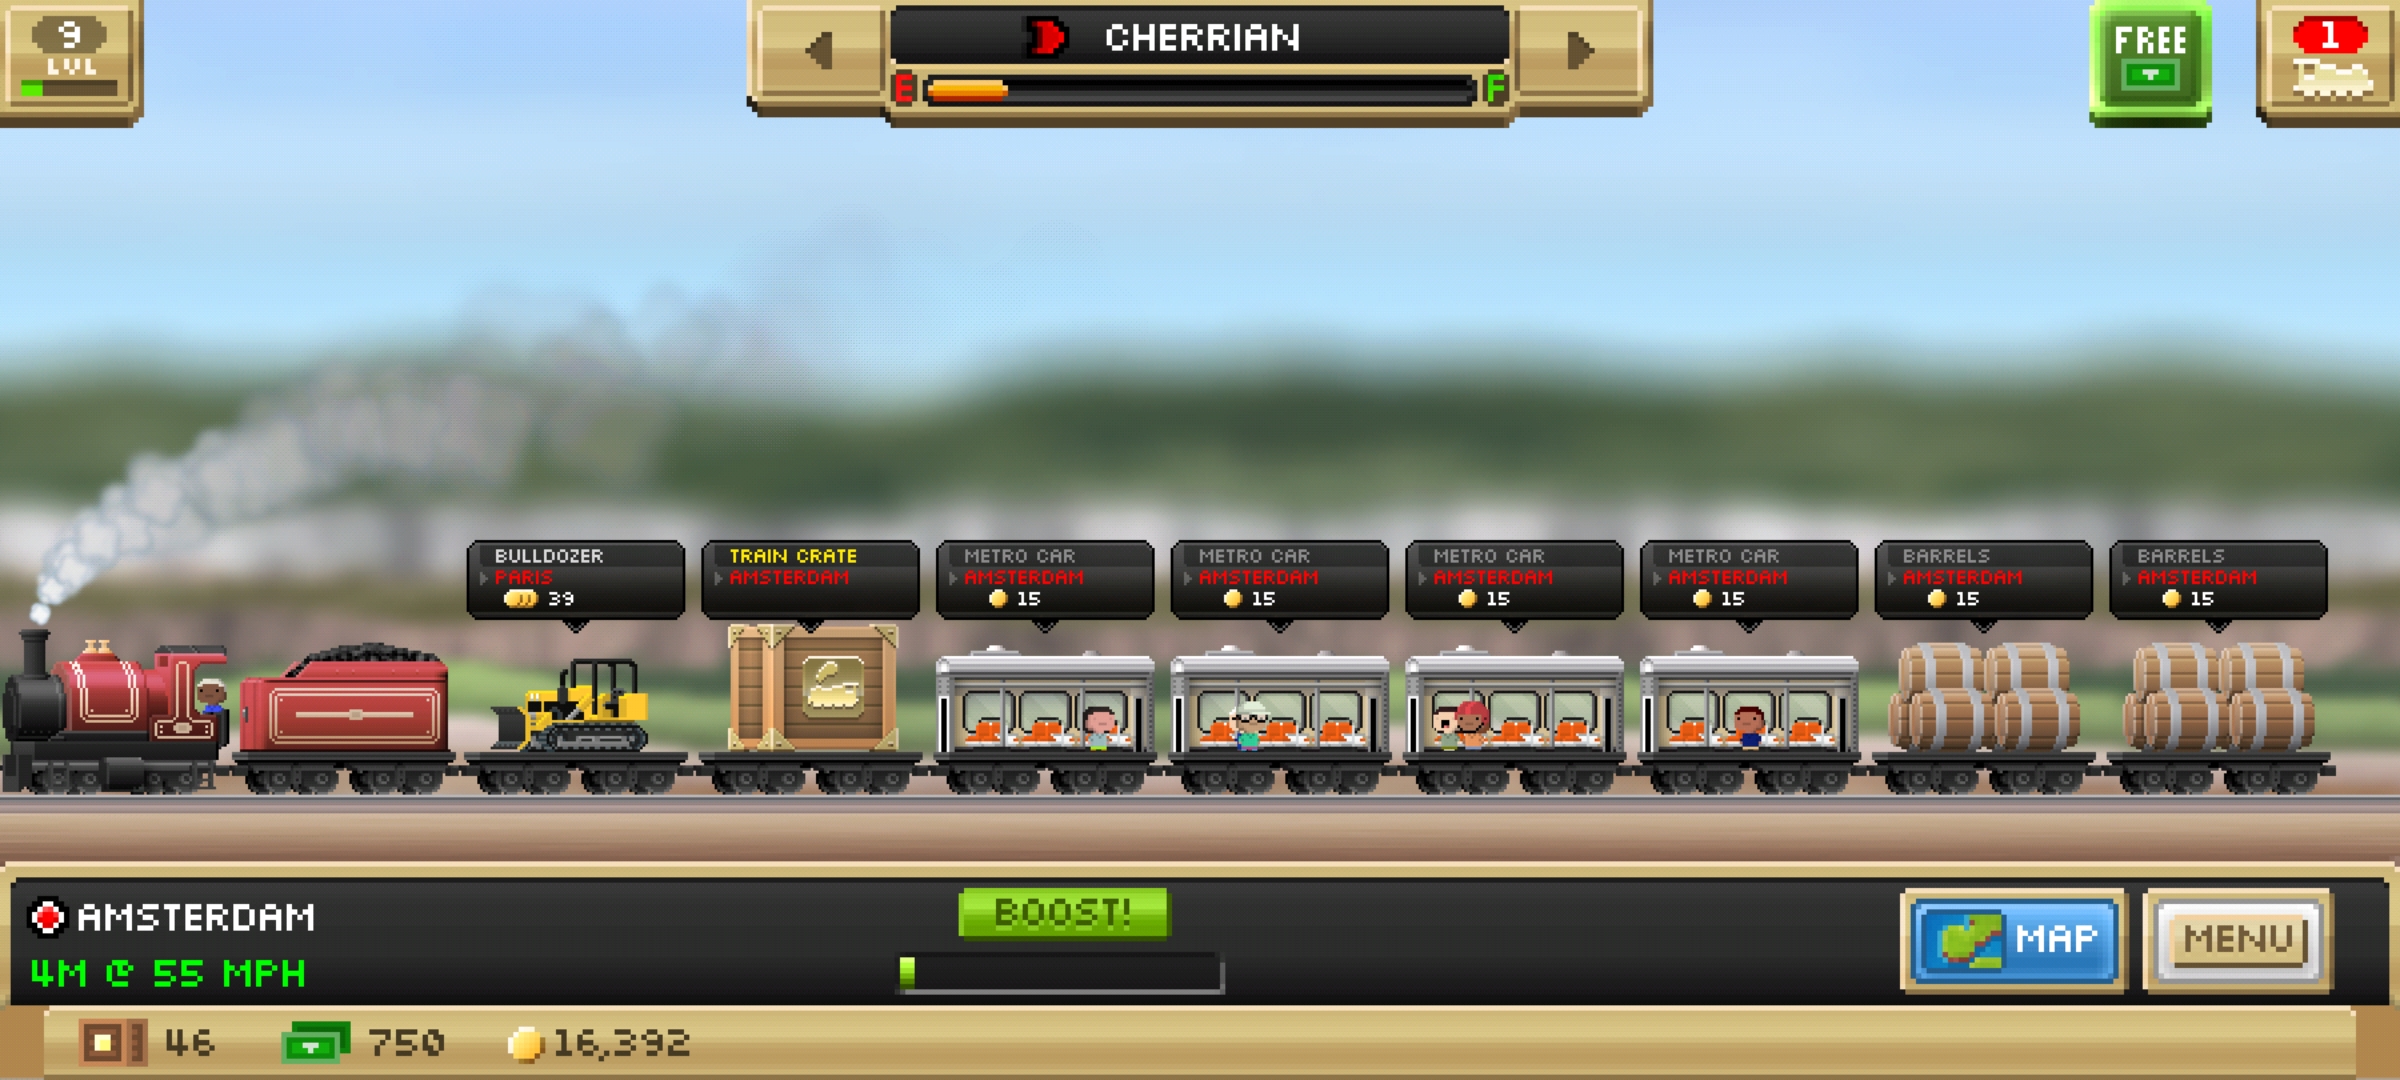 9
LVL
CHERRIAN
E F
FREE
1
BULLDOZER
PARIS
39
TRAIN CRATE
AMSTERDAM
METRO CAR
AMSTERDAM
15
METRO CAR
AMSTERDAM
15
METRO CAR
AMSTERDAM
15
METRO CAR
AMSTERDAM
15
BARRELS
AMSTERDAM
15
BARRELS
AMSTERDAM
15
AMSTERDAM
4M @ 55 MPH
BOOST!
MAP
MENU
46 750 16,392